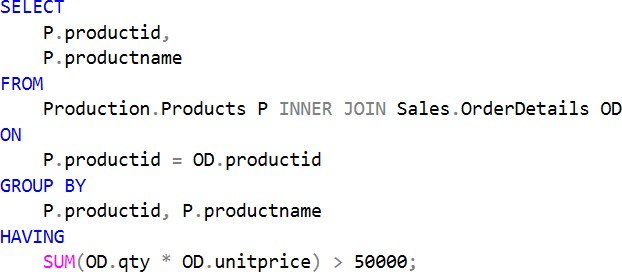 SELECT
    P.productid,
    P.productname
FROM
    Production.Products P INNER JOIN Sales.OrderDetails OD
ON
    P.productid = OD.productid
GROUP BY
    P.productid, P.productname
HAVING
    SUM(OD.qty * OD.unitprice) > 50000;